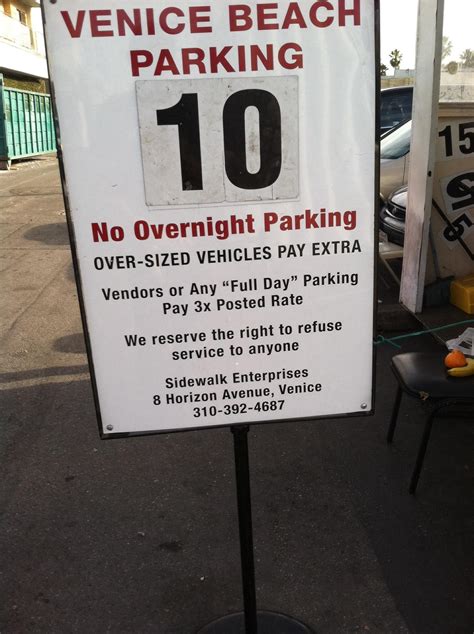 VENICE BEACH
PARKING
10
No Overnight Parking
OVER-SIZED VEHICLES PAY EXTRA
Vendors or Any “Full Day” Parking
Pay 3x Posted Rate
We reserve the right to refuse
service to anyone
Sidewalk Enterprises
8 Horizon Avenue, Venice
310-392-4687
15